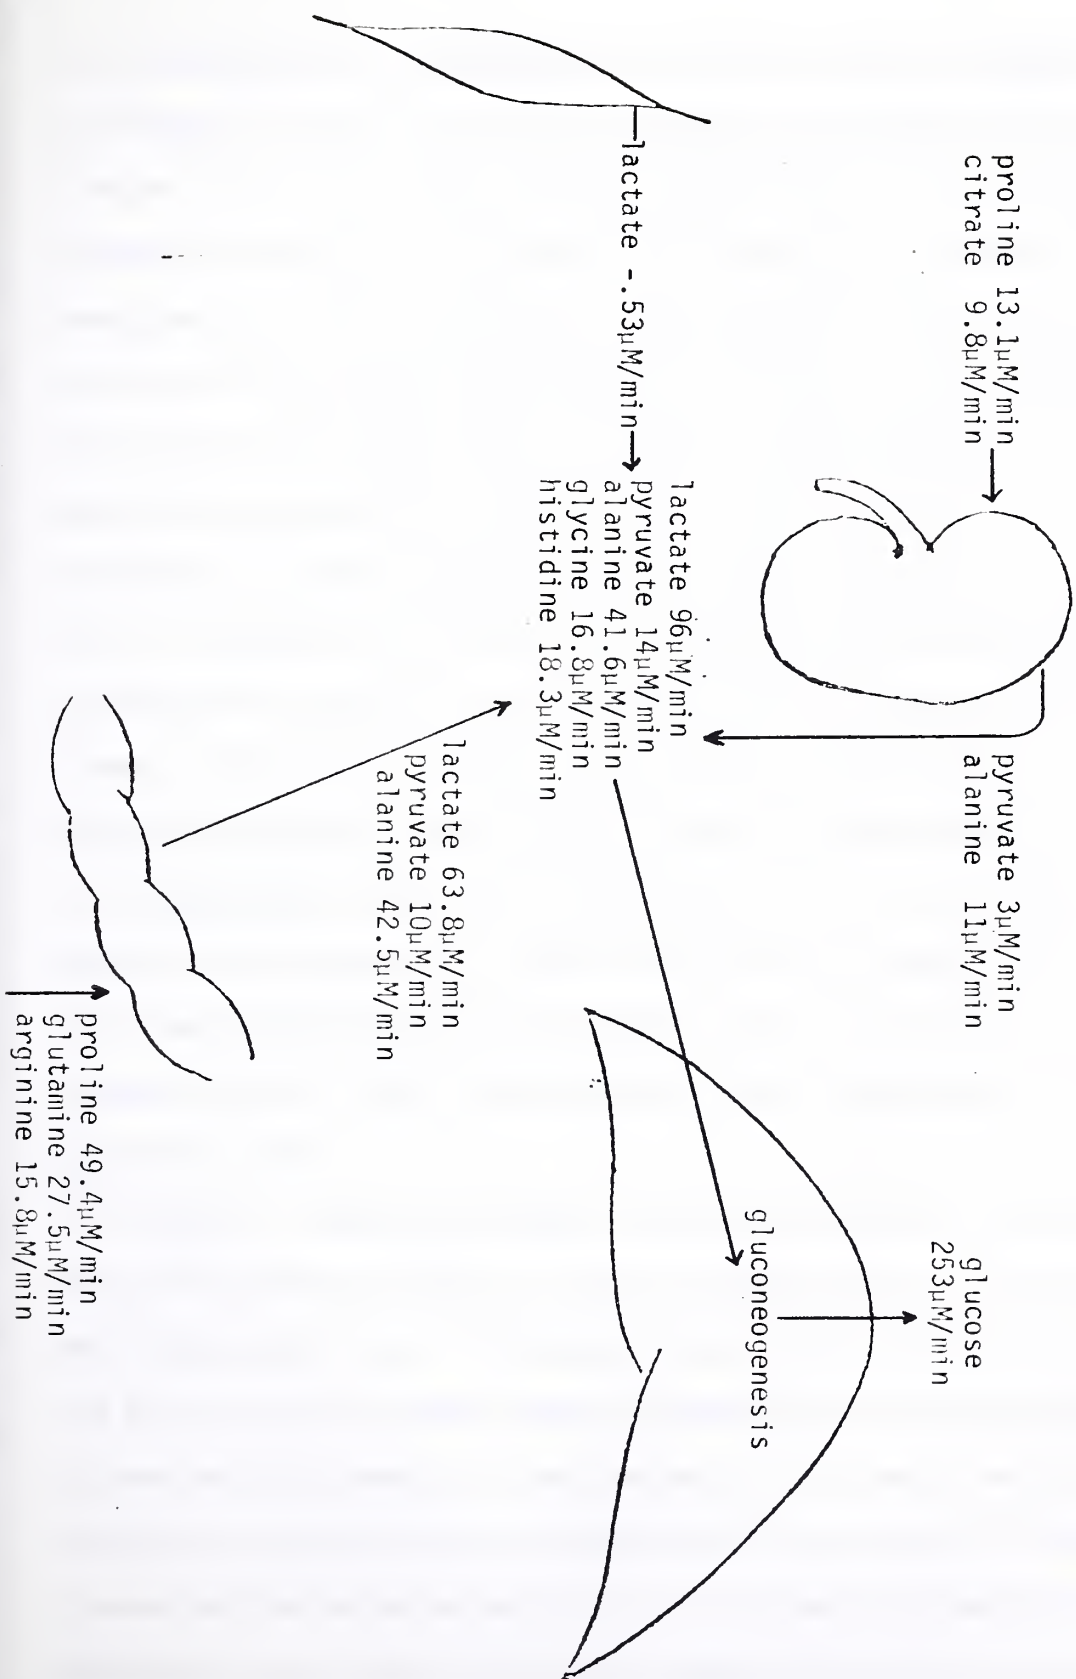 proline 13.1μM/min
citrate 9.8μM/min
pyruvate 3μM/min
alanine 11μM/min
glucose
253μM/min
gluconeogenesis
lactate -.53μM/min
lactate 96μM/min
pyruvate 14μM/min
alanine 41.6μM/min
glycine 16.8μM/min
histidine 18.3μM/min
lactate 63.8μM/min
pyruvate 10μM/min
alanine 42.5μM/min
proline 49.4μM/min
glutamine 27.5μM/min
arginine 15.8μM/min